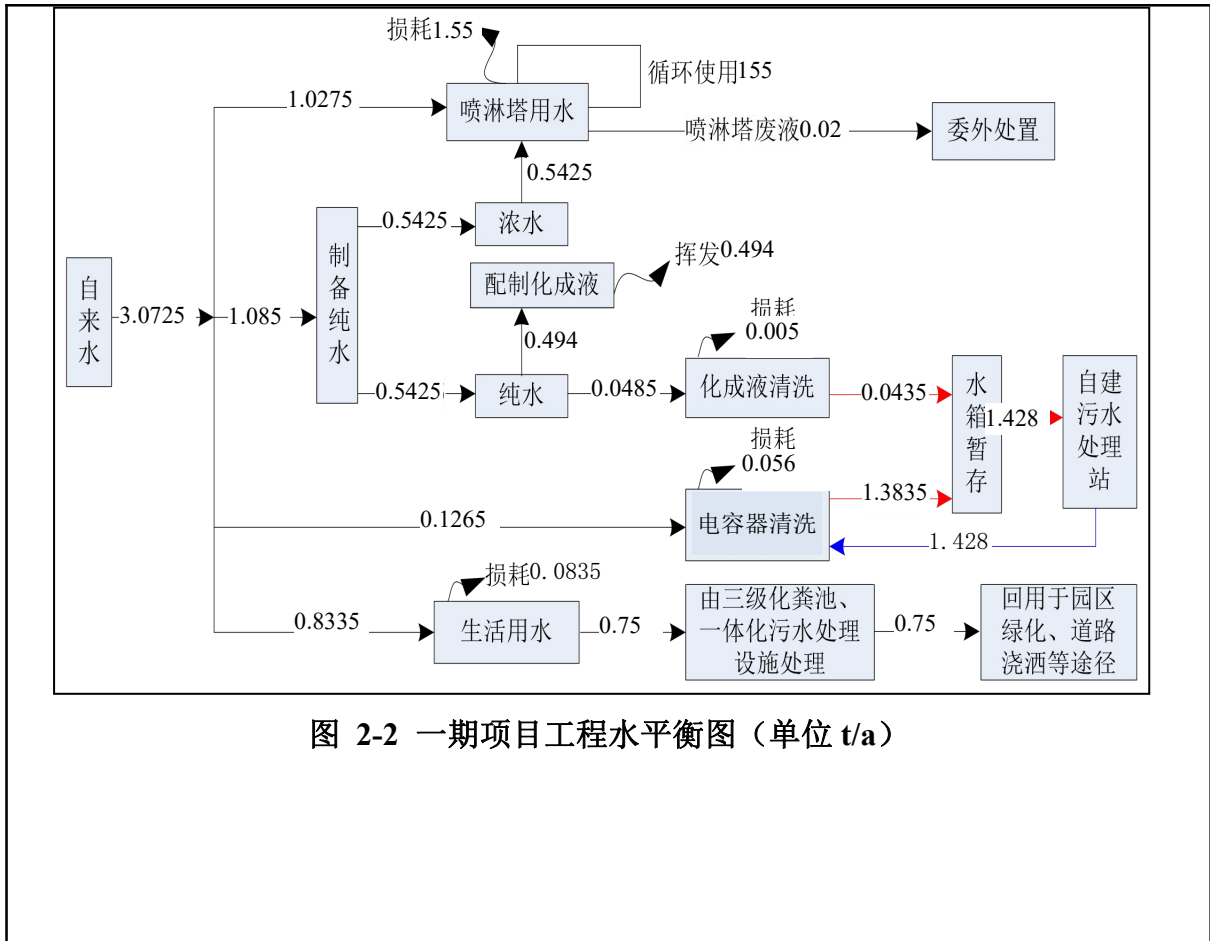 损耗1.55
循环使用155
1.0275
喷淋塔用水
喷淋塔废液0.02
委外处置
0.5425
0.5425
浓水
制备纯水
挥发0.494
配制化成液
自来水
3.0725
1.085
0.494
损耗
0.005
0.5425
纯水
0.0485
化成液清洗
0.0435
水箱暂存
1.428
自建污水处理站
损耗
0.056
1.3835
0.1265
电容器清洗
1.428
损耗0.0835
0.8335
生活用水
0.75
由三级化粪池、
一体化污水处理
设施处理
0.75
回用于园区
绿化、道路
浇洒等途径
图 2-2 一期项目工程水平衡图（单位 t/a）